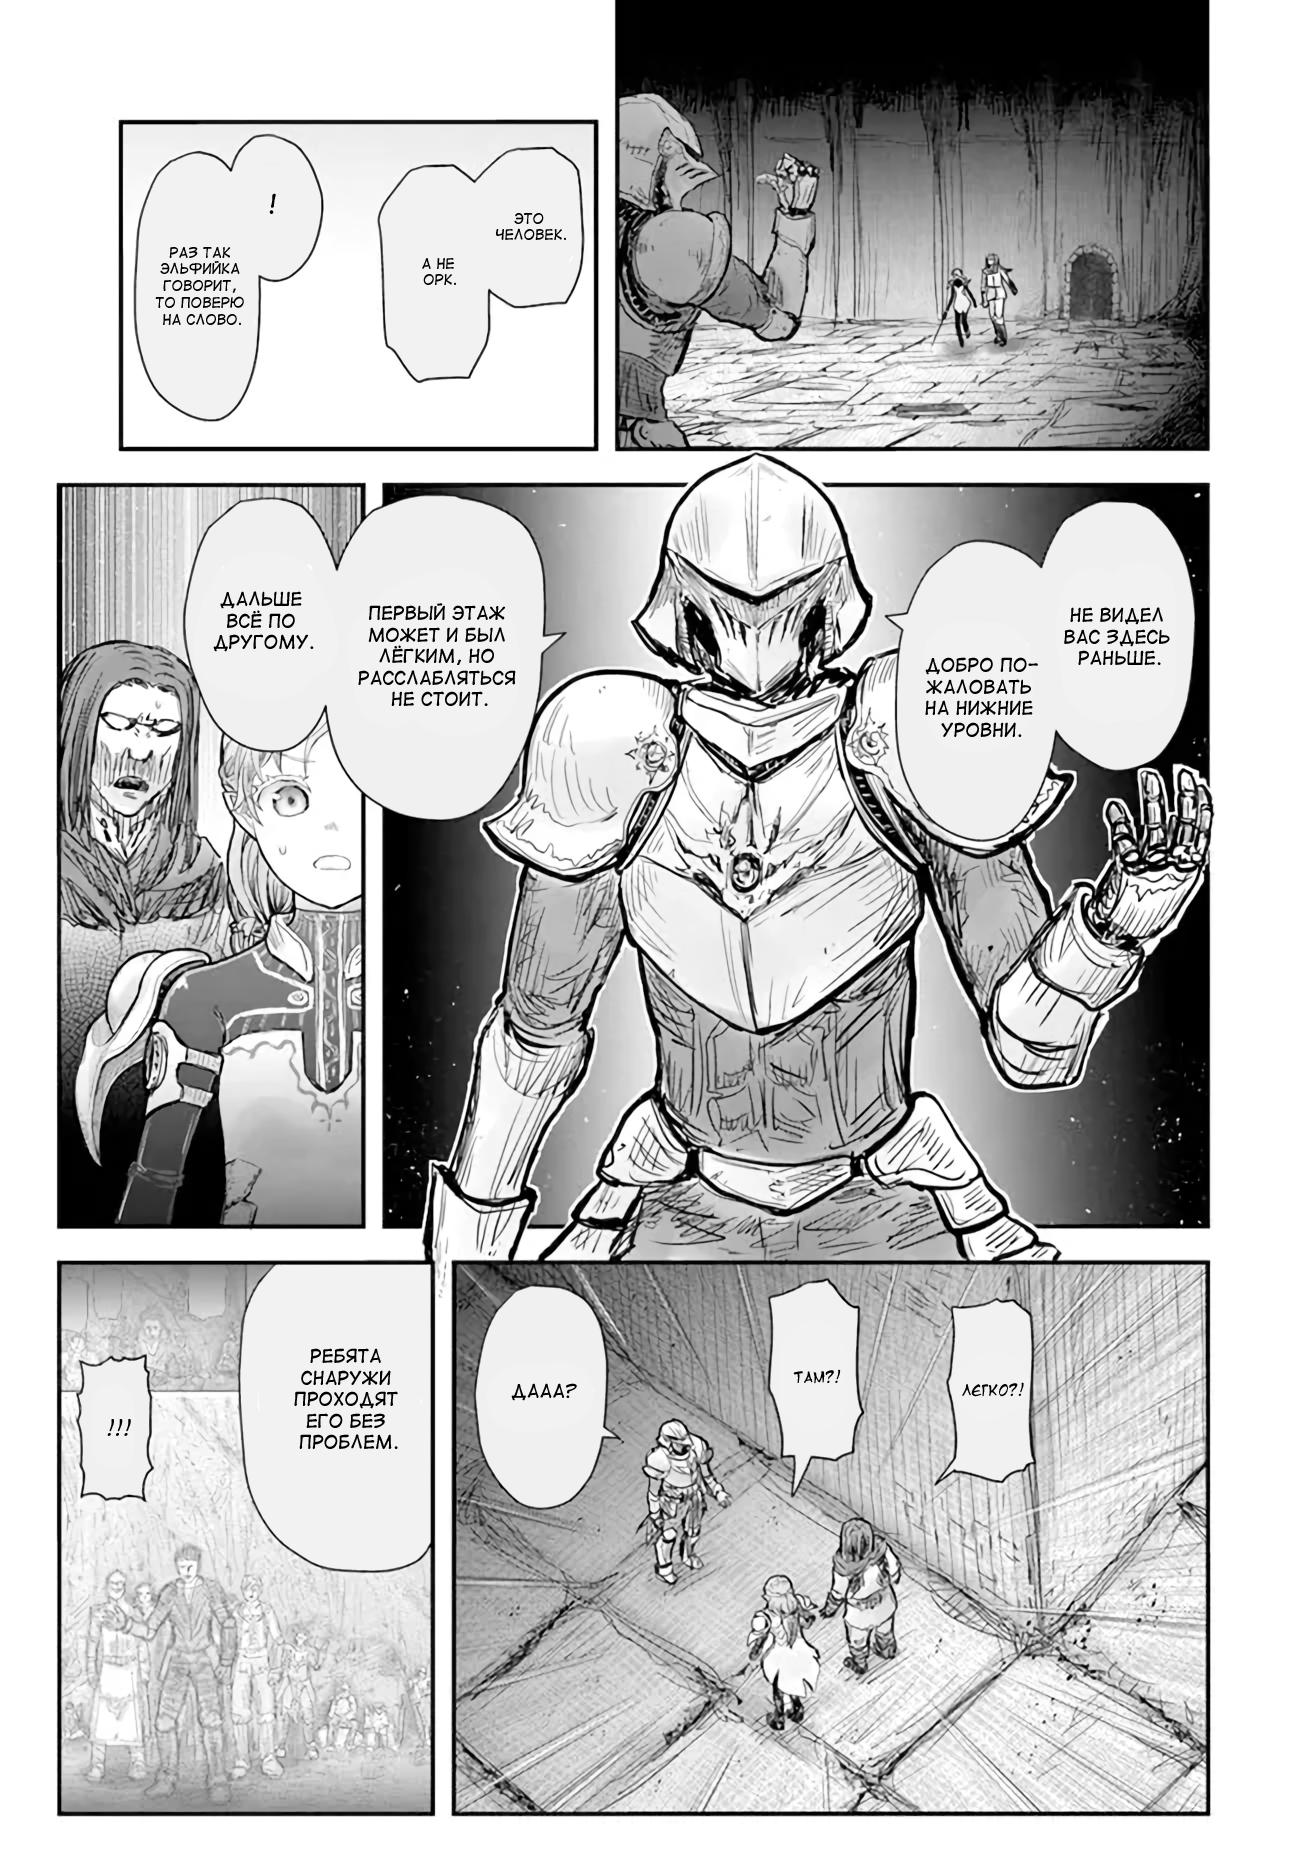 ЭТО
ЧЕЛОВЕК.
А НЕ
ОРК.
!
РАЗ ТАК
ЭЛЬФИЙКА
ГОВОРИТ,
ТО ПОВЕРЮ
НА СЛОВО.
НЕ ВИДЕЛ
ВАС ЗДЕСЬ
РАНЬШЕ.
ДОБРО ПО-
ЖАЛОВАТЬ
НА НИЖНИЕ
УРОВНИ.
ПЕРВЫЙ ЭТАЖ
МОЖЕТ И БЫЛ
ЛЁГКИМ, НО
РАССЛАБЛЯТЬСЯ
НЕ СТОИТ.
ДАЛЬШЕ
ВСЁ ПО
ДРУГОМУ.
ЛЕГКО?!
ТАМ?!
ДААА?
РЕБЯТА
СНАРУЖИ
ПРОХОДЯТ
ЕГО БЕЗ
ПРОБЛЕМ.
!!!